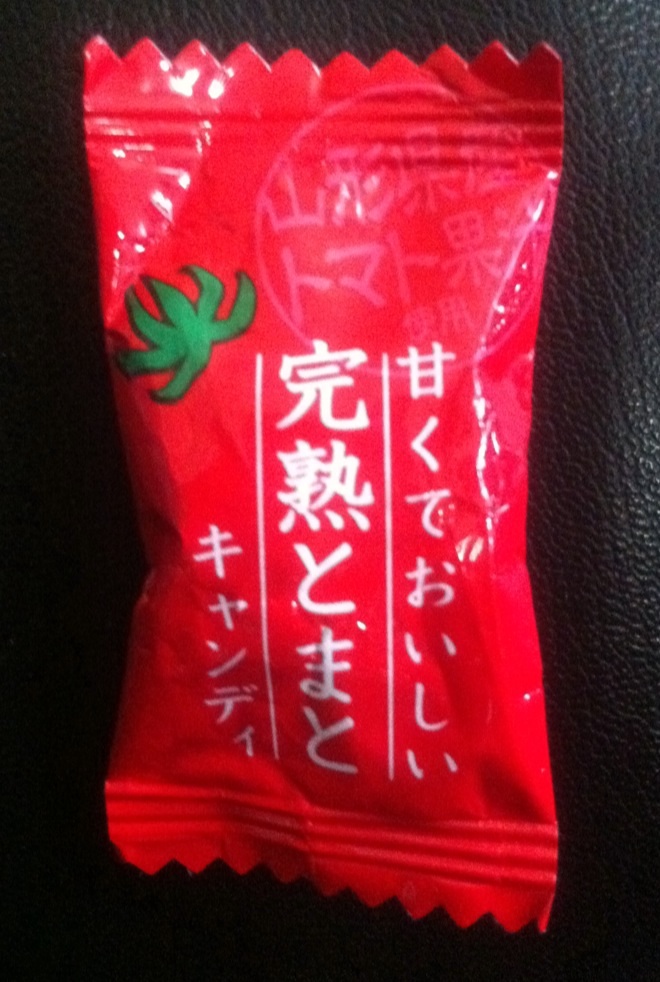 山形県産
トマト果汁
使用
甘くておいしい
完熟とまと
キャンディ